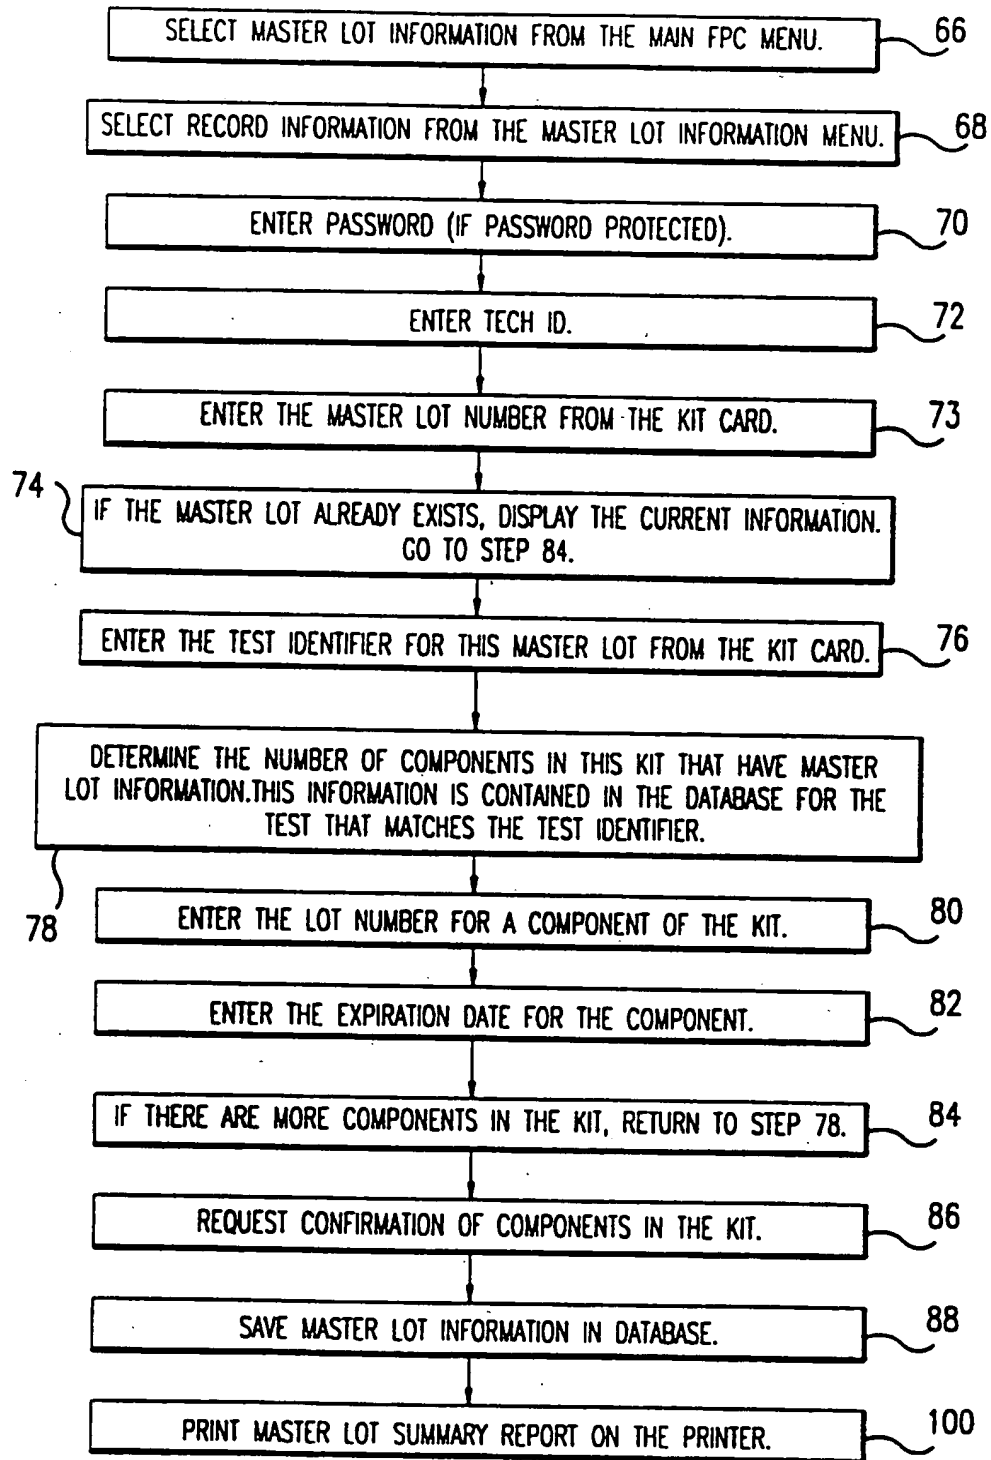 SELECT MASTER LOT INFORMATION FROM THE MAIN FPC MENU.
66
SELECT RECORD INFORMATION FROM THE MASTER LOT INFORMATION MENU.
68
ENTER PASSWORD (IF PASSWORD PROTECTED).
70
ENTER TECH ID.
72
ENTER THE MASTER LOT NUMBER FROM THE KIT CARD.
73
74
IF THE MASTER LOT ALREADY EXISTS, DISPLAY THE CURRENT INFORMATION.
GO TO STEP 84.
ENTER THE TEST IDENTIFIER FOR THIS MASTER LOT FROM THE KIT CARD.
76
DETERMINE THE NUMBER OF COMPONENTS IN THIS KIT THAT HAVE MASTER
LOT INFORMATION.THIS INFORMATION IS CONTAINED IN THE DATABASE FOR THE
TEST THAT MATCHES THE TEST IDENTIFIER.
78
ENTER THE LOT NUMBER FOR A COMPONENT OF THE KIT.
80
ENTER THE EXPIRATION DATE FOR THE COMPONENT.
82
IF THERE ARE MORE COMPONENTS IN THE KIT, RETURN TO STEP 78.
84
REQUEST CONFIRMATION OF COMPONENTS IN THE KIT.
86
SAVE MASTER LOT INFORMATION IN DATABASE.
88
PRINT MASTER LOT SUMMARY REPORT ON THE PRINTER.
100